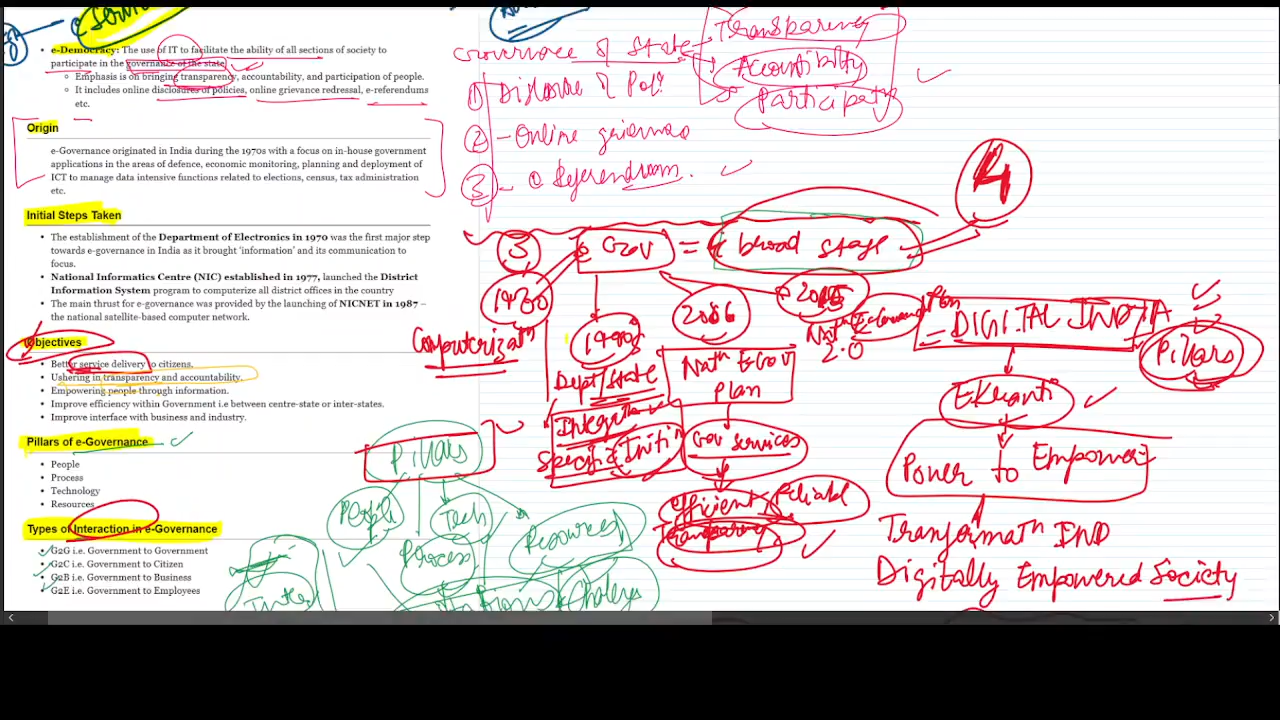 e-Democracy: The use of IT to facilitate the ability of all sections of society to
participate in the governance of the state.
Emphasis is on bringing transparency, accountability, and participation of people.
It includes online disclosures of policies, online grievance redressal, e-referendums
etc.
Origin
e-Governance originated in India during the 1970s with a focus on in-house government
applications in the areas of defence, economic monitoring, planning and deployment of
ICT to manage data intensive functions related to elections, census, tax administration
etc.
Initial Steps Taken
The establishment of the Department of Electronics in 1970 was the first major step
towards e-governance in India as it brought 'information' and its communication to
focus.
National Informatics Centre (NIC) established in 1977, launched the District
Information System program to computerize all district offices in the country
The main thrust for e-governance was provided by the launching of NICNET in 1987 –
the national satellite-based computer network.
Objectives
Better service delivery to citizens.
Ushering in transparency and accountability.
Empowering people through information.
Improve efficiency within Government i.e between centre-state or inter-states.
Improve interface with business and industry.
Pillars of e-Governance
People
Process
Technology
Resources
Types of Interaction in e-Governance
G2G i.e. Government to Government
G2C i.e. Government to Citizen
G2B i.e. Government to Business
G2E i.e. Government to Employees
Governance of State
Transparency
Accountibilty
① Disclosure of
② - Online
③ - e Referendum.
3
e Gov = 4 broad stage
4
Computerizatn
1990s
Dept/State
2006
Natn E-Gov
Plan
Gov Services
efficient, Reliabl
Transparency
2.0
= DIGITAL INDIA
Pillars
EKranti
Power to Empower
Digitally Empowered Society
Pillars
People
Process
Tech
Resources